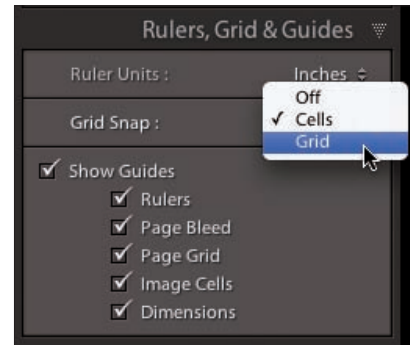 Rulers, Grid & Guides
Ruler Units : Inches
Off
Grid Snap : Cells
Grid
Show Guides
Rulers
Page Bleed
Page Grid
Image Cells
Dimensions